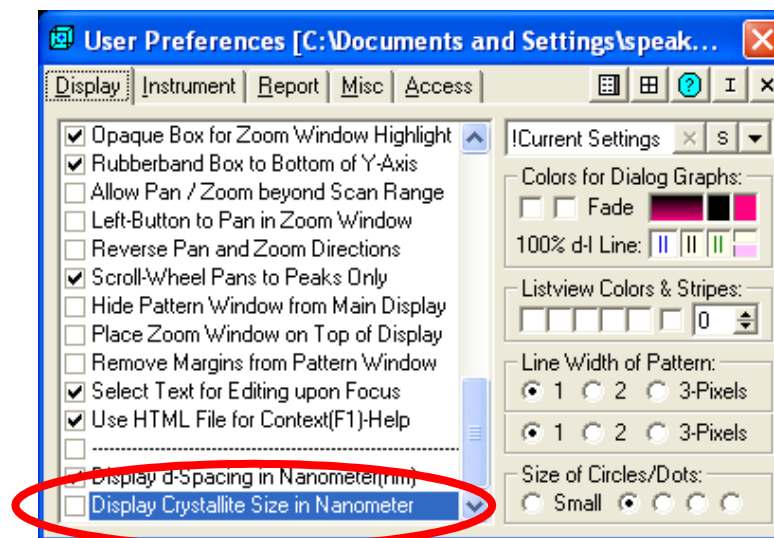 User Preferences [C:\Documents and Settings\speak...
Display Instrument Report Misc Access
Opaque Box for Zoom Window Highlight
Rubberband Box to Bottom of Y-Axis
Allow Pan / Zoom beyond Scan Range
Left-Button to Pan in Zoom Window
Reverse Pan and Zoom Directions
Scroll-Wheel Pans to Peaks Only
Hide Pattern Window from Main Display
Place Zoom Window on Top of Display
Remove Margins from Pattern Window
Select Text for Editing upon Focus
Use HTML File for Context(F1)-Help
Display d-Spacing in Nanometer(nm)
Display Crystallite Size in Nanometer
!Current Settings S
Colors for Dialog Graphs:
Fade
100% d-I Line:
Listview Colors & Stripes:
0
Line Width of Pattern:
1 2 3-Pixels
1 2 3-Pixels
Size of Circles/Dots:
Small